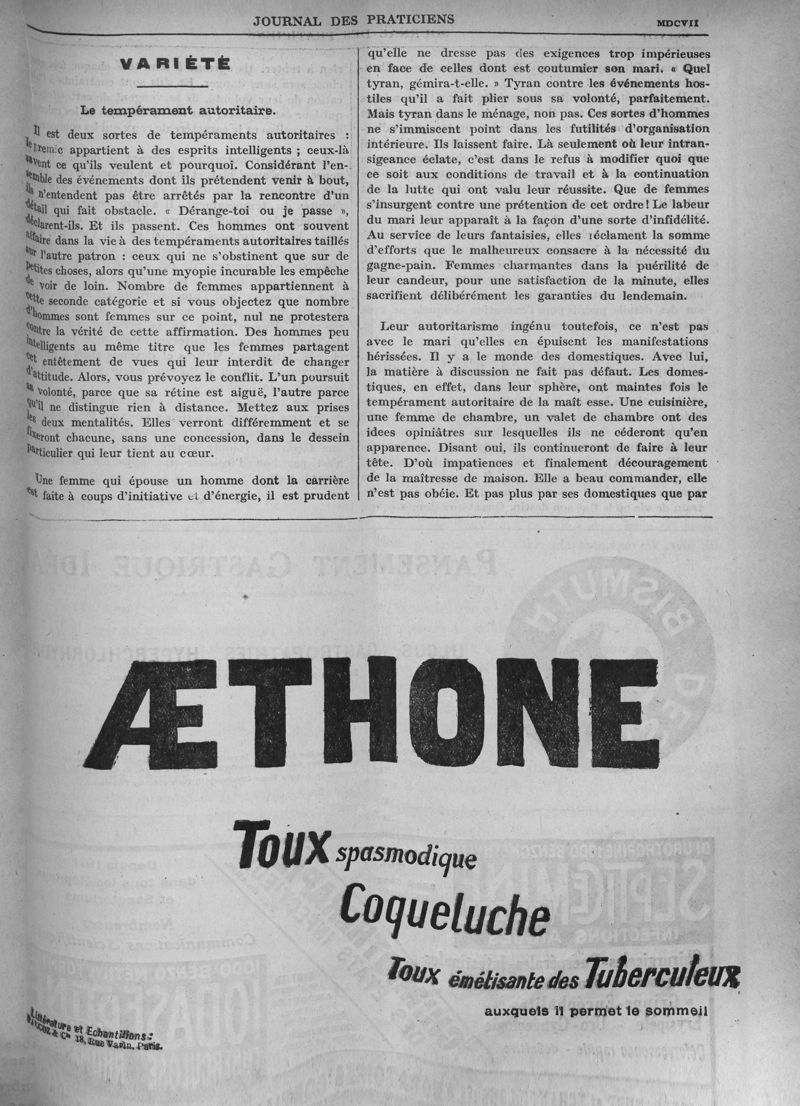 JOURNAL DES PRATICIENS
MDCVII
VARIÉTÉ
Le tempérament autoritaire.
Il est deux sortes de tempéraments autoritaires :
le premie appartient à des esprits intelligents ; ceux-là
savent ce qu'ils veulent et pourquoi. Considérant l'en-
semble des événements dont ils prétendent venir à bout,
ils n'entendent pas être arrêtés par la rencontre d'un
détail qui fait obstacle. « Dérange-toi ou je passe »,
déclarent-ils. Et ils passent. Ces hommes ont souvent
affaire dans la vie à des tempéraments autoritaires taillés
sur l'autre patron : ceux qui ne s'obstinent que sur de
petites choses, alors qu'une myopie incurable les empêche
de voir de loin. Nombre de femmes appartiennent à
cette seconde catégorie et si vous objectez que nombre
d'hommes sont femmes sur ce point, nul ne protestera
contre la vérité de cette affirmation. Des hommes peu
intelligents au même titre que les femmes partagent
cet entêtement de vues qui leur interdit de changer
d'attitude. Alors, vous prévoyez le conflit. L'un poursuit
sa volonté, parce que sa rétine est aiguë, l'autre parce
qu'il ne distingue rien à distance. Mettez aux prises
les deux mentalités. Elles verront différemment et se
fixeront chacune, sans une concession, dans le dessein
particulier qui leur tient au cœur.
Une femme qui épouse un homme dont la carrière
est faite à coups d'initiative et d'énergie, il est prudent
qu'elle ne dresse pas des exigences trop impérieuses
en face de celles dont est coutumier son mari. « Quel
tyran, gémira-t-elle. » Tyran contre les événements hos-
tiles qu'il a fait plier sous sa volonté, parfaitement.
Mais tyran dans le ménage, non pas. Ces sortes d'hommes
ne s'immiscent point dans les futilités d'organisation
intérieure. Ils laissent faire. Là seulement où leur intran-
sigeance éclate, c'est dans le refus à modifier quoi que
ce soit aux conditions de travail et à la continuation
de la lutte qui ont valu leur réussite. Que de femmes
s'insurgent contre une prétention de cet ordre! Le labeur
du mari leur apparaît à la façon d'une sorte d'infidélité.
Au service de leurs fantaisies, elles réclament la somme
d'efforts que le malheureux consacre à la nécessité du
gagne-pain. Femmes charmantes dans la puérilité de
leur candeur, pour une satisfaction de la minute, elles
sacrifient délibérément les garanties du lendemain.
Leur autoritarisme ingénu toutefois, ce n'est pas
avec le mari qu'elles en épuisent les manifestations
hérissées. Il y a le monde des domestiques. Avec lui,
la matière à discussion ne fait pas défaut. Les domes-
tiques, en effet, dans leur sphère, ont maintes fois le
tempérament autoritaire de la maît esse. Une cuisinière,
une femme de chambre, un valet de chambre ont des
idees opiniâtres sur lesquelles ils ne céderont qu'en
apparence. Disant oui, ils continueront de faire à leur
tête. D'où impatiences et finalement découragement
de la maîtresse de maison. Elle a beau commander, elle
n'est pas obéie. Et pas plus par ses domestiques que par
ÆTHONE
Toux spasmodique
Coqueluche
Toux émétisante des Tuberculeux
auxquels il permet le sommeil
Littérature et Echantillons :
& Cie 18, Rue Vavin, Paris.